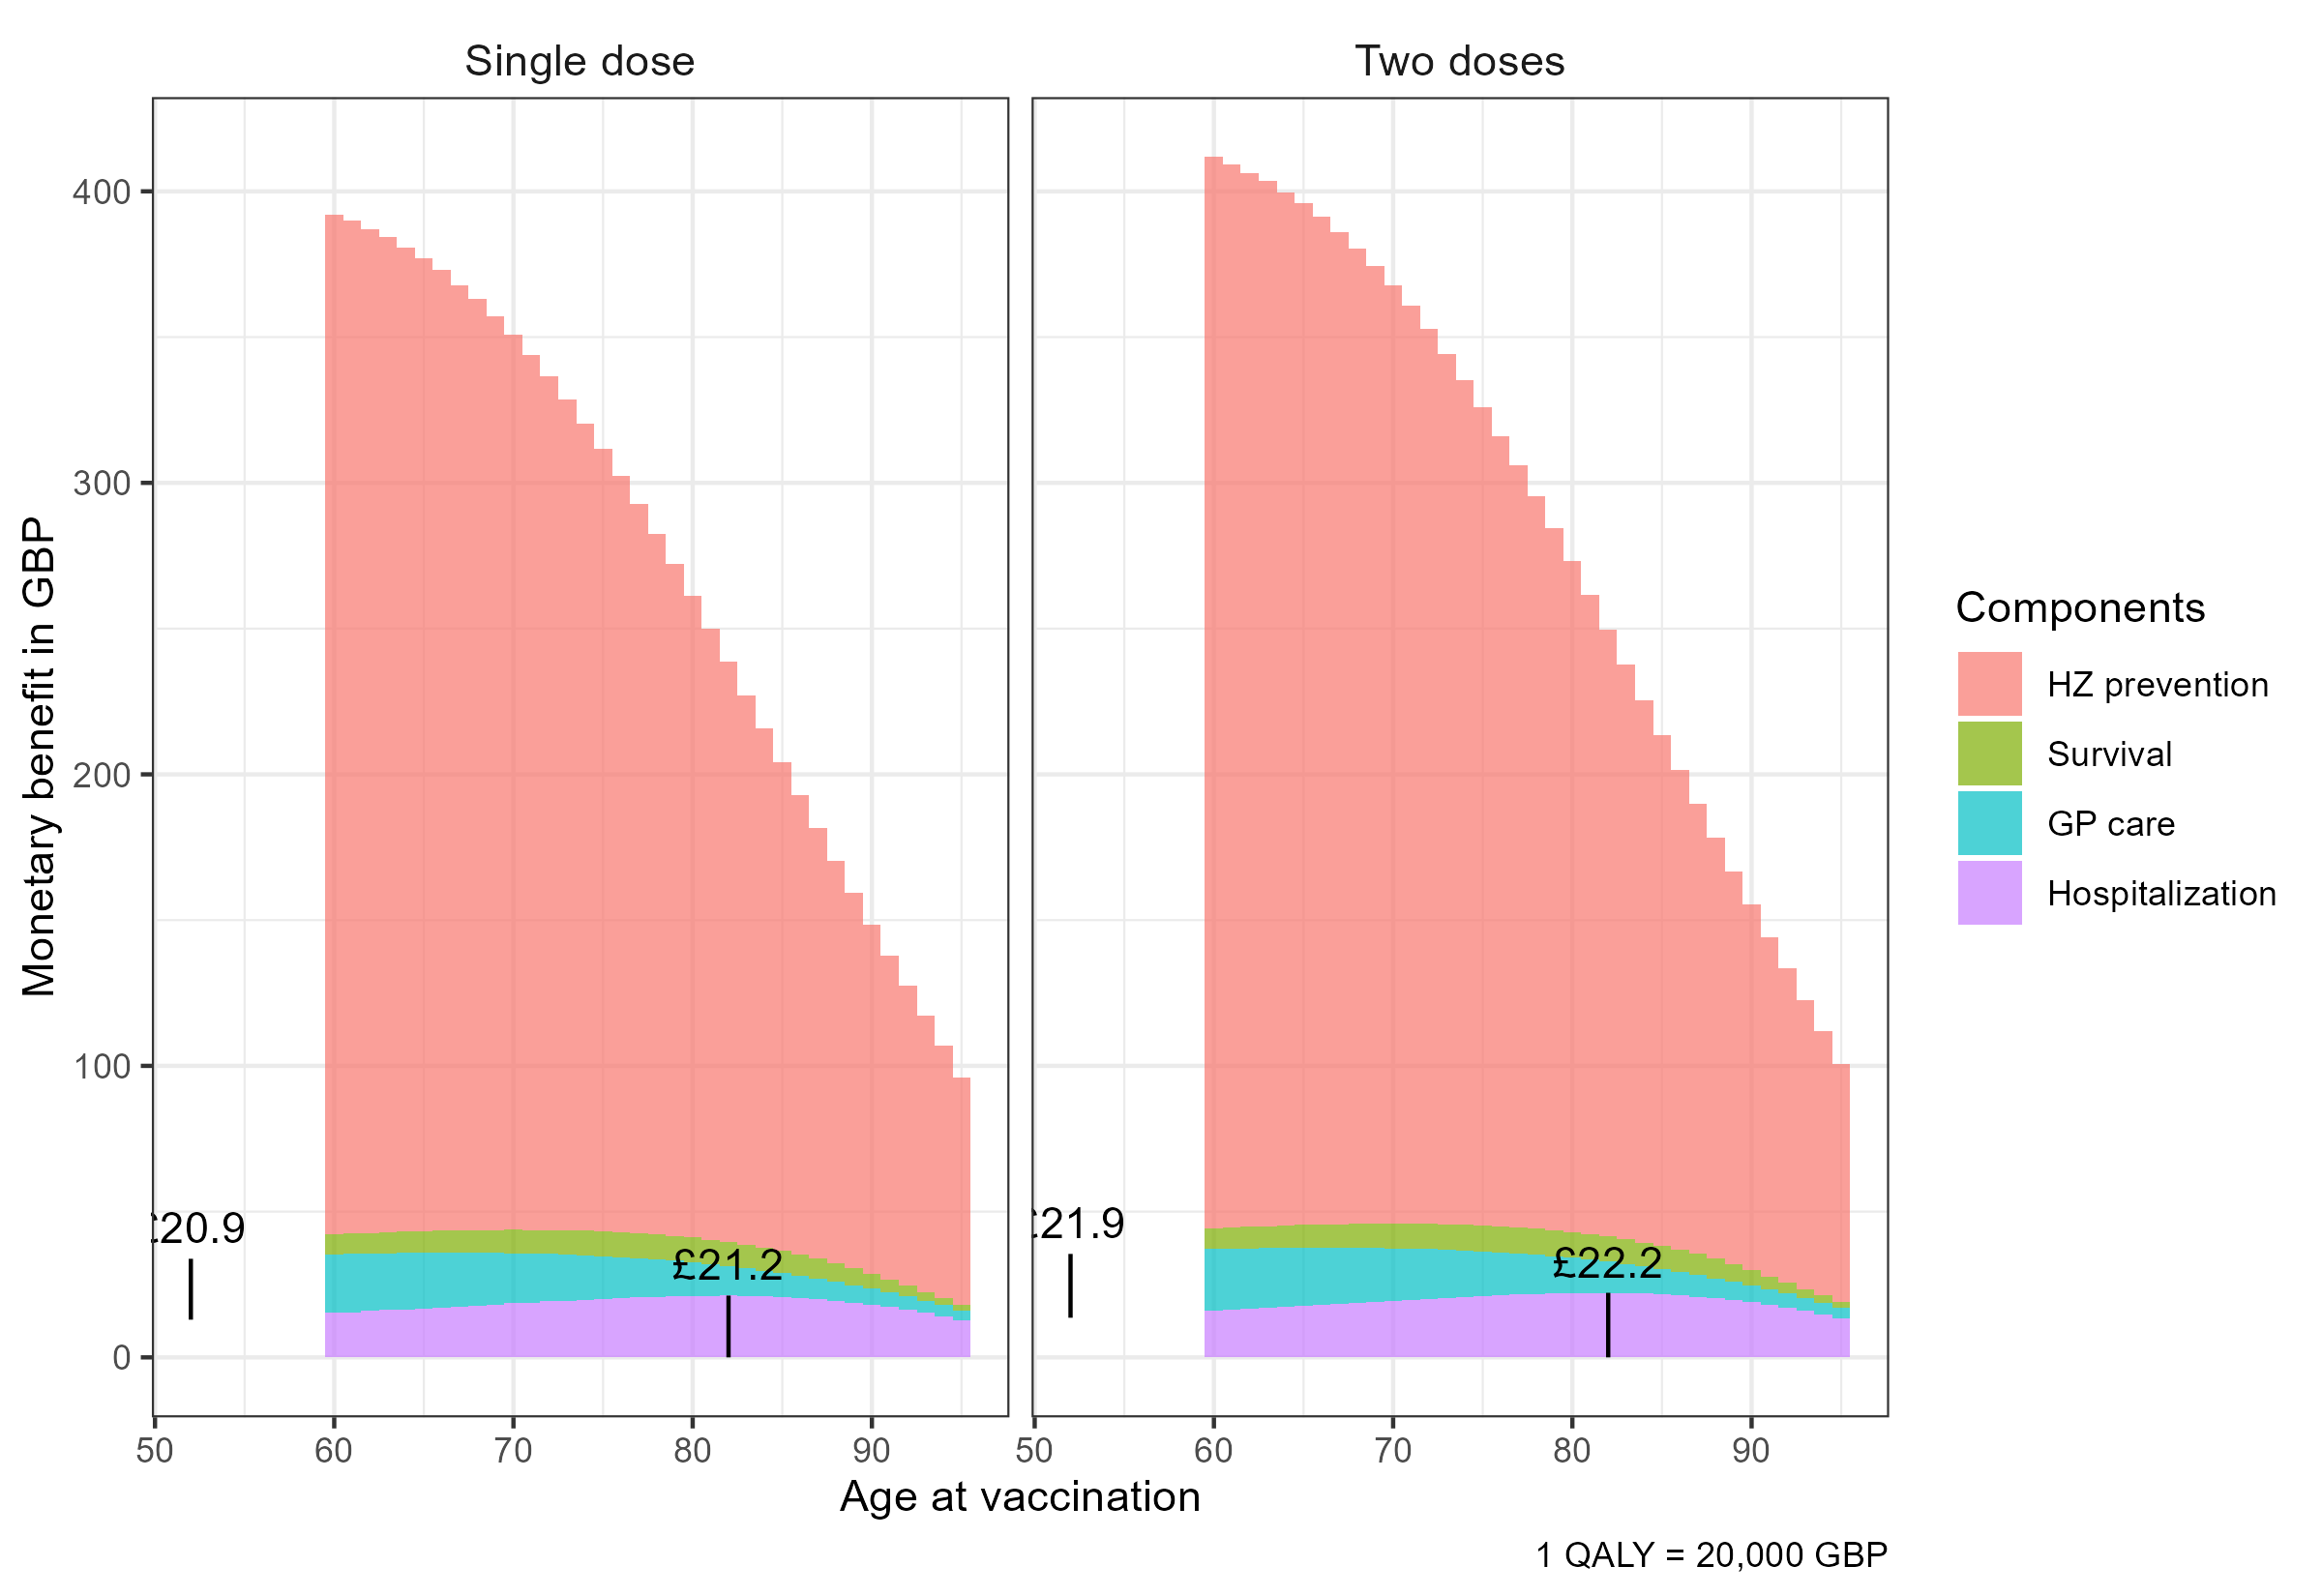 Single dose
Two doses
Monetary benefit in GBP
400
300
200
100
0
£20.9
£21.2
£21.9
£22.2
50 60 70 80 90
50 60 70 80 90
Age at vaccination
1 QALY = 20,000 GBP
Components
HZ prevention
Survival
GP care
Hospitalization